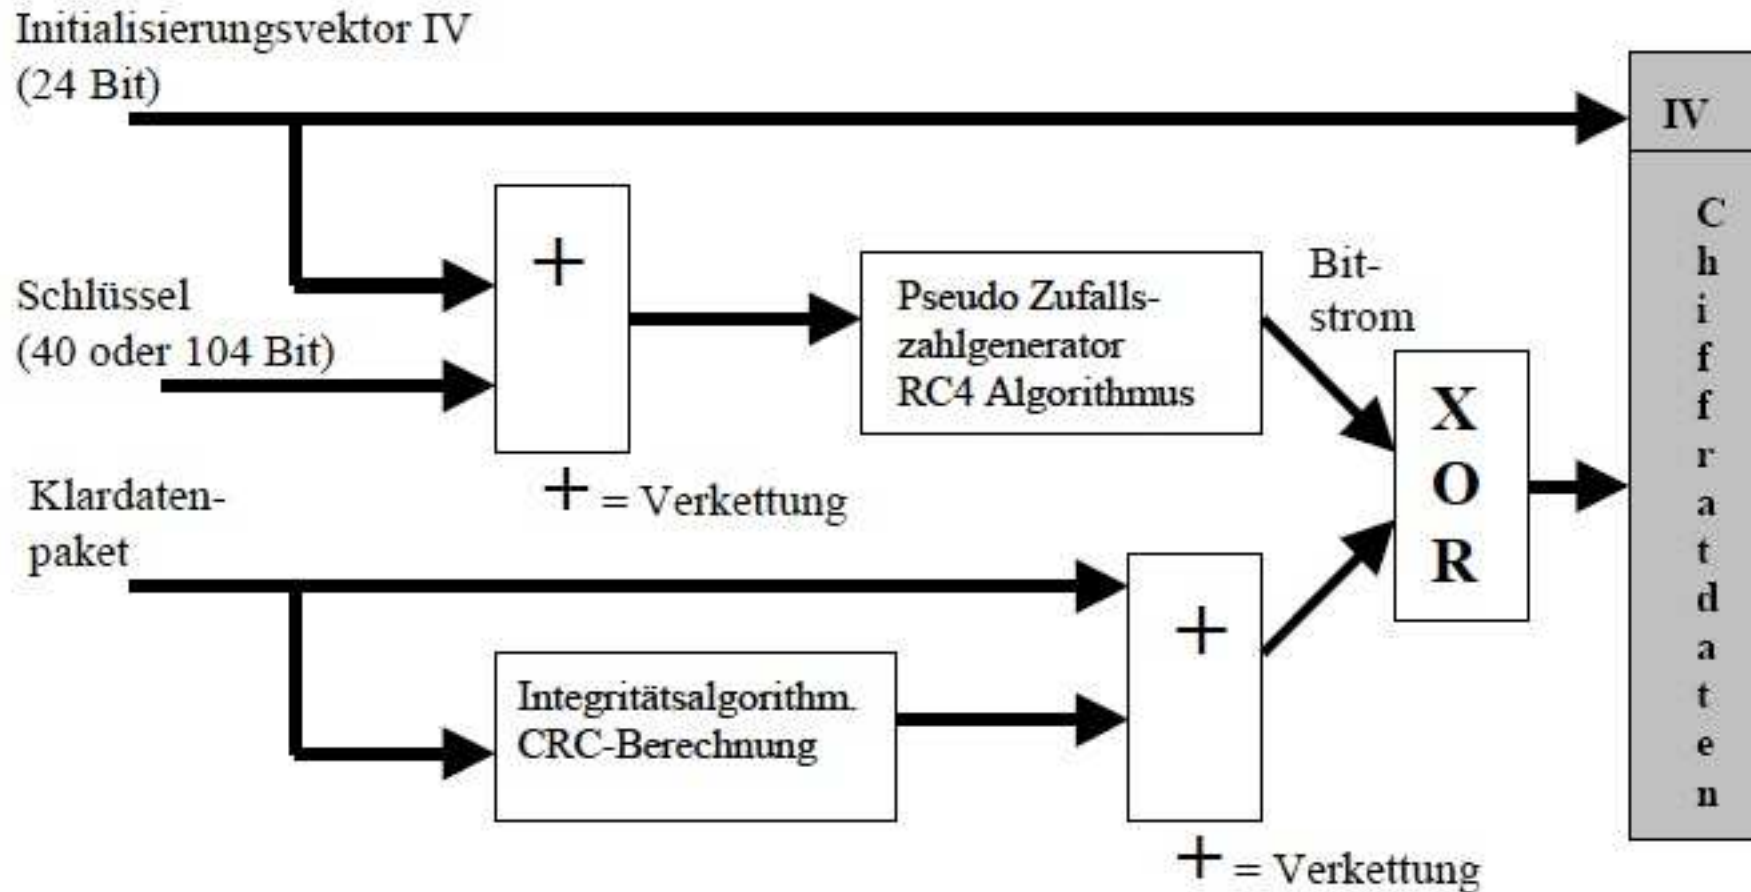 Initialisierungsvektor IV
(24 Bit)
IV
+
Schlüssel
(40 oder 104 Bit)
Pseudo Zufalls-
zahlgenerator
RC4 Algorithmus
Bit-
strom
X
O
R
Chiffratdaten
+ = Verkettung
Klardaten-
paket
+
Integritätsalgorithm.
CRC-Berechnung
+ = Verkettung